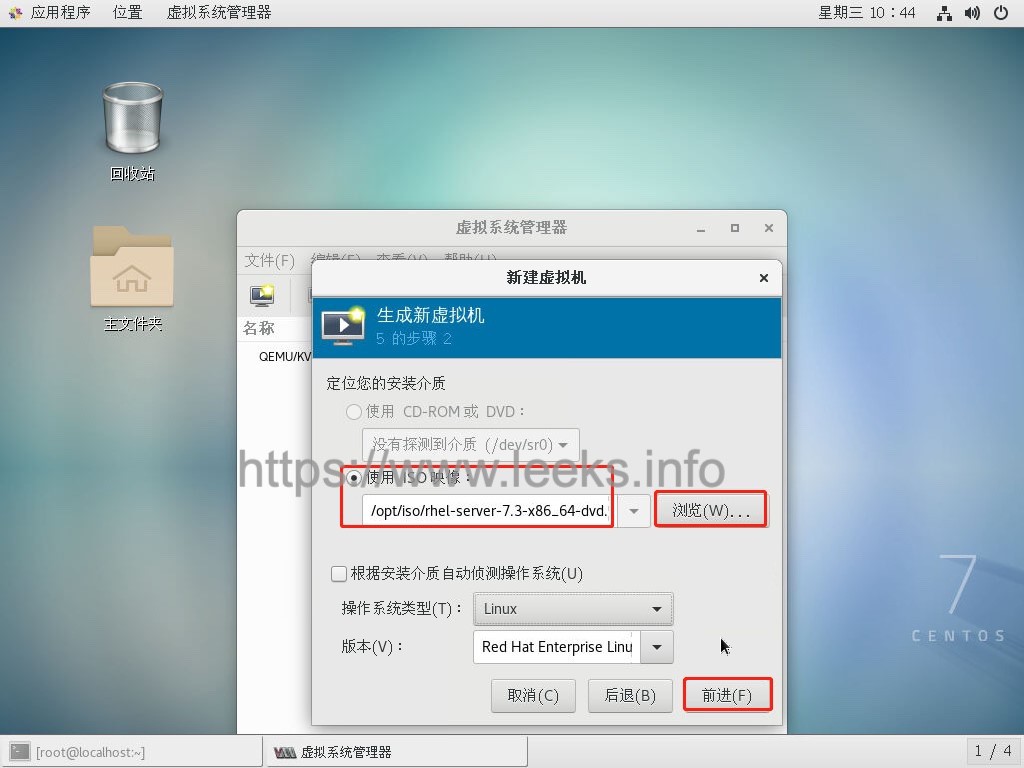 应用程序 位置 虚拟系统管理器 星期三 10：44
回收站
主文件夹
虚拟系统管理器
文件(F) 编辑(E) 查看(V) 帮助(H)
新建虚拟机
生成新虚拟机
5 的步骤 2
名称
QEMU/KV
定位您的安装介质
使用 CD-ROM 或 DVD：
没有探测到介质 (/dev/sr0)
https://www.leeks.info
使用 ISO 映像：
/opt/iso/rhel-server-7.3-x86_64-dvd. 浏览(W)...
根据安装介质自动侦测操作系统(U)
操作系统类型(T)： Linux
版本(V)： Red Hat Enterprise Linu
取消(C) 后退(B) 前进(F)
7
CENTOS
[root@localhost:~] 虚拟系统管理器 1 / 4